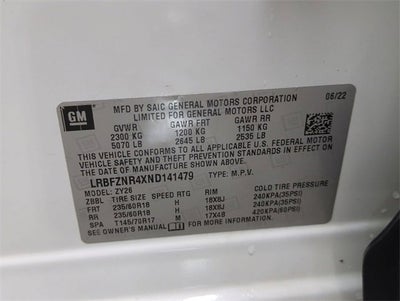 GM
MFD BY SAIC GENERAL MOTORS CORPORATION 06/22
LIMITED FOR GENERAL MOTORS LLC
GVWR GAWR FRT GAWR RR
2300 KG 1200 KG 1150 KG
5070 LB 2645 LB 2535 LB
THIS VEHICLE CONFORMS TO ALL APPLICABLE U.S. FEDERAL MOTOR
VEHICLE SAFETY, BUMPER, AND THEFT PREVENTION STANDARDS IN EFFECT ON
THE DATE OF MANUFACTURE SHOWN ABOVE.
LRBFZNR4XND141479 TYPE: M.P.V.
ZBBL MODEL: ZY26
TIRE SIZE SPEED RTG RIM COLD TIRE PRESSURE
FRT 235/60R18 H 18X8J 240KPA(35PSI)
RR 235/60R18 H 18X8J 240KPA(35PSI)
SPA T145/70R17 M 17X4B 420KPA(60PSI)
SEE OWNER'S MANUAL FOR MORE INFORMATION.